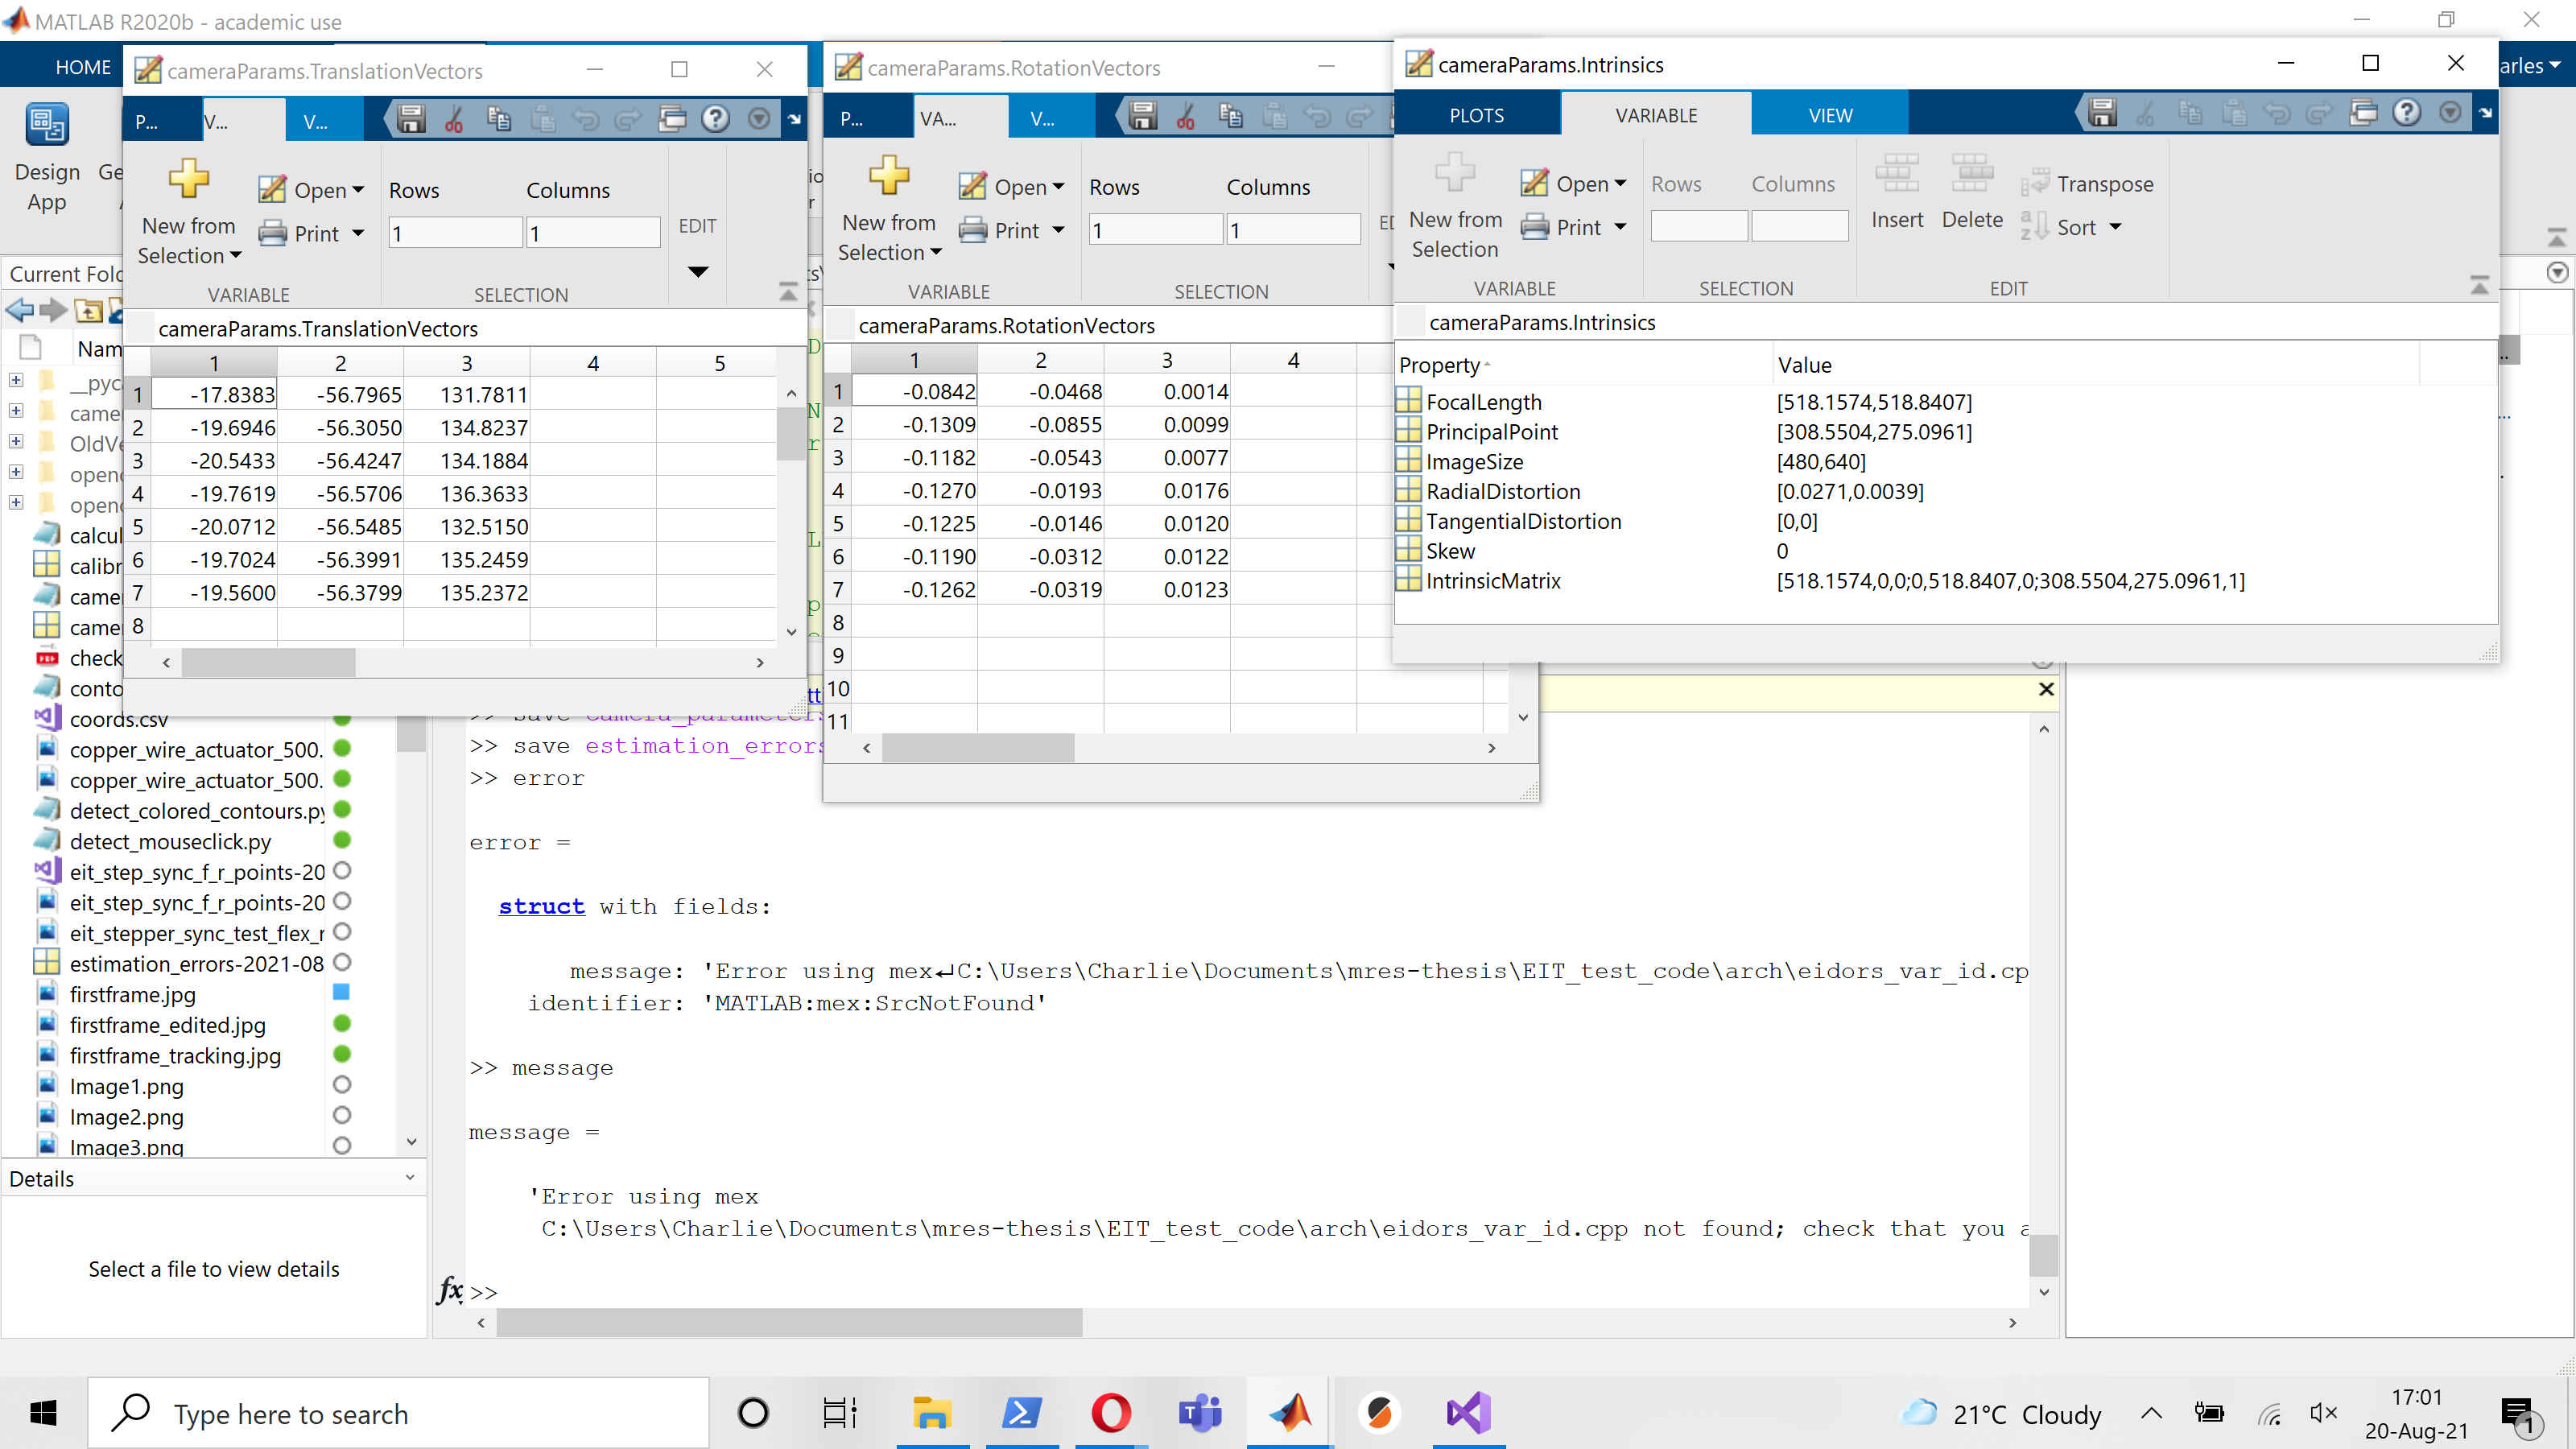 MATLAB R2020b - academic use
HOME
arles
Design
App
Current Fol
Nam
cameraParams.TranslationVectors
P... V... V...
New from
Selection
Open
Print
Rows Columns
1 1
EDIT
VARIABLE SELECTION
cameraParams.TranslationVectors
1 2 3 4 5
1 -17.8383 -56.7965 131.7811
2 -19.6946 -56.3050 134.8237
3 -20.5433 -56.4247 134.1884
4 -19.7619 -56.5706 136.3633
5 -20.0712 -56.5485 132.5150
6 -19.7024 -56.3991 135.2459
7 -19.5600 -56.3799 135.2372
8
cameraParams.RotationVectors
P... VA... V...
New from
Selection
Open
Print
Rows Columns
1 1
VARIABLE SELECTION
cameraParams.RotationVectors
1 2 3 4
1 -0.0842 -0.0468 0.0014
2 -0.1309 -0.0855 0.0099
3 -0.1182 -0.0543 0.0077
4 -0.1270 -0.0193 0.0176
5 -0.1225 -0.0146 0.0120
6 -0.1190 -0.0312 0.0122
7 -0.1262 -0.0319 0.0123
8
9
10
11
cameraParams.Intrinsics
PLOTS VARIABLE VIEW
New from
Selection
Open
Print
Rows Columns
Insert Delete
Transpose
Sort
VARIABLE SELECTION EDIT
cameraParams.Intrinsics
Property Value
FocalLength [518.1574,518.8407]
PrincipalPoint [308.5504,275.0961]
ImageSize [480,640]
RadialDistortion [0.0271,0.0039]
TangentialDistortion [0,0]
Skew 0
IntrinsicMatrix [518.1574,0,0;0,518.8407,0;308.5504,275.0961,1]
__pyc
came
OldVe
openc
openc
calcul
calibr
came
came
check
conto
coords.csv
copper_wire_actuator_500.
copper_wire_actuator_500.
detect_colored_contours.py
detect_mouseclick.py
eit_step_sync_f_r_points-20
eit_step_sync_f_r_points-20
eit_stepper_sync_test_flex_r
estimation_errors-2021-08
firstframe.jpg
firstframe_edited.jpg
firstframe_tracking.jpg
Image1.png
Image2.png
Image3.png
Details
Select a file to view details
>> save camera_parameters
>> save estimation_errors
>> error
error =
struct with fields:
message: 'Error using mex↵C:\Users\Charlie\Documents\mres-thesis\EIT_test_code\arch\eidors_var_id.cp
identifier: 'MATLAB:mex:SrcNotFound'
>> message
message =
'Error using mex
C:\Users\Charlie\Documents\mres-thesis\EIT_test_code\arch\eidors_var_id.cpp not found; check that you a
fx >>
Type here to search
21°C Cloudy
17:01
20-Aug-21
1